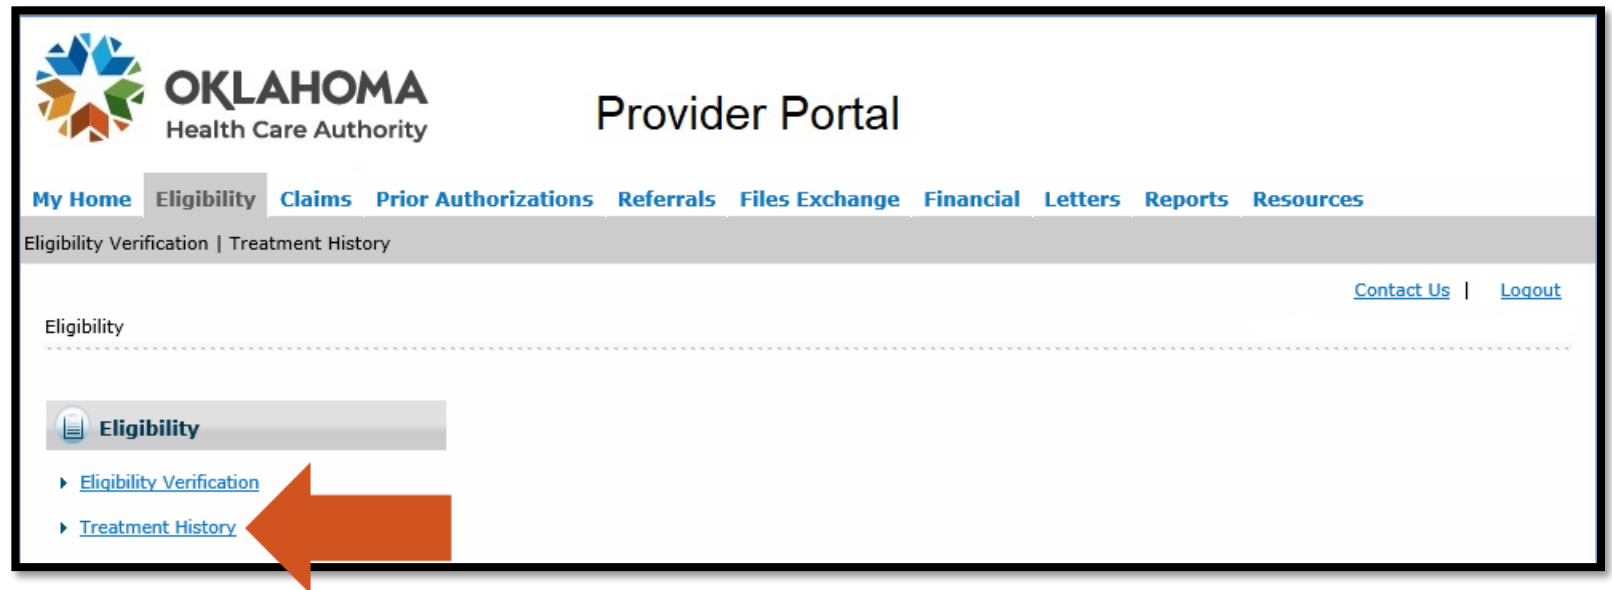 OKLAHOMA
Health Care Authority
Provider Portal
My Home Eligibility Claims Prior Authorizations Referrals Files Exchange Financial Letters Reports Resources
Eligibility Verification | Treatment History
Contact Us | Logout
Eligibility
Eligibility
Eligibility Verification
Treatment History